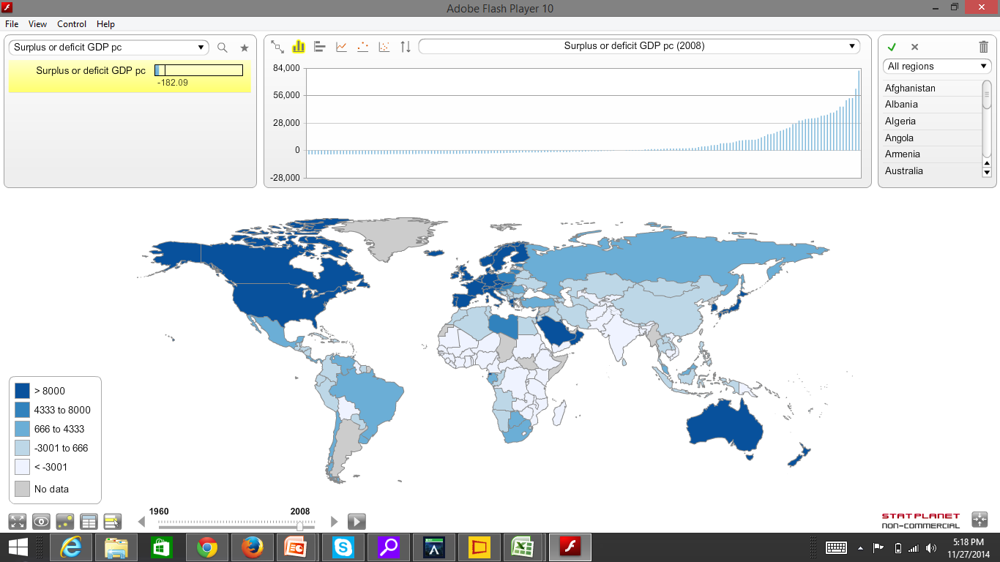 Adobe Flash Player 10
File View Control Help
Surplus or deficit GDP pc
Surplus or deficit GDP pc
-182.09
Surplus or deficit GDP pc (2008)
84,000
56,000
28,000
0
-28,000
All regions
Afghanistan
Albania
Algeria
Angola
Armenia
Australia
> 8000
4333 to 8000
666 to 4333
-3001 to 666
< -3001
No data
1960 2008
STATPLANET
NON-COMMERCIAL
5:18 PM
11/27/2014